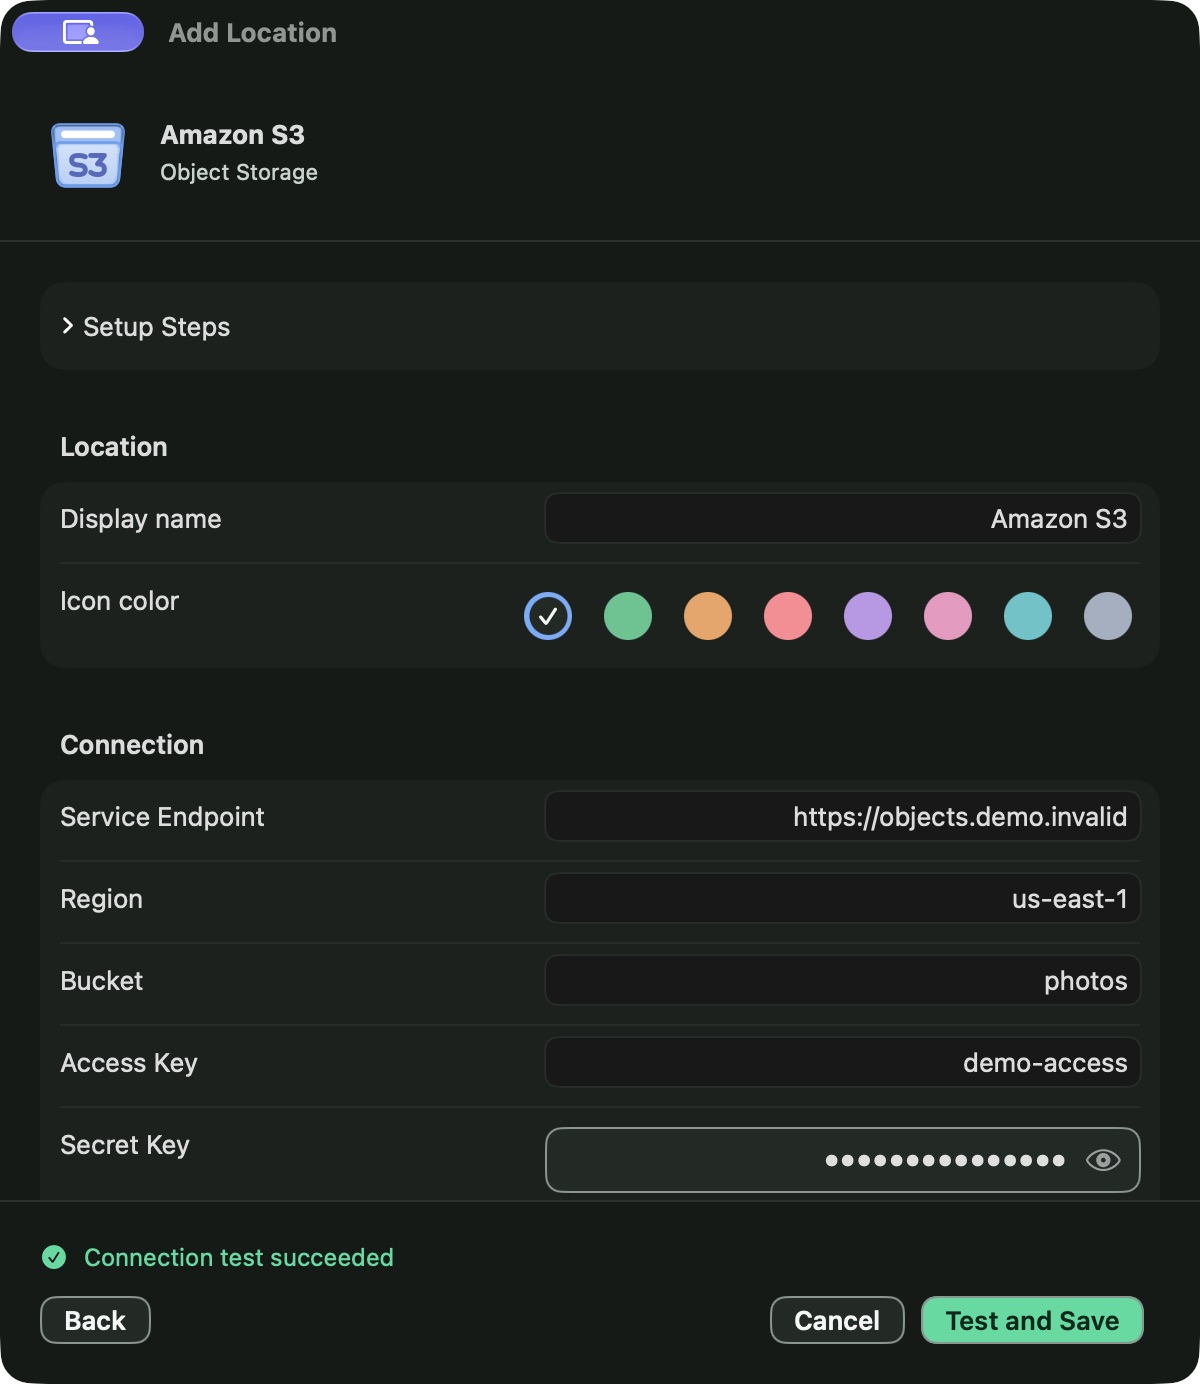 Add Location
S3
Amazon S3
Object Storage
Setup Steps
Location
Display name
Amazon S3
Icon color
Connection
Service Endpoint
https://objects.demo.invalid
Region
us-east-1
Bucket
photos
Access Key
demo-access
Secret Key
•••••••••••••••
Connection test succeeded
Back
Cancel
Test and Save